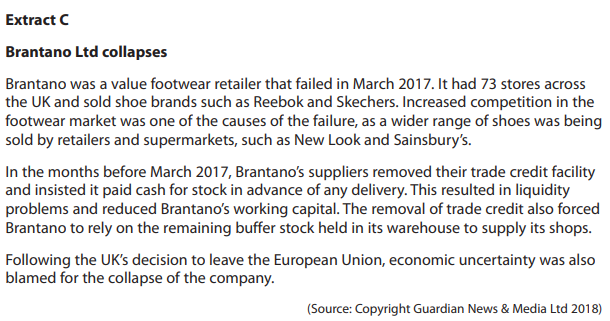 Extract C
Brantano Ltd collapses
Brantano was a value footwear retailer that failed in March 2017. It had 73 stores across
the UK and sold shoe brands such as Reebok and Skechers. Increased competition in the
footwear market was one of the causes of the failure, as a wider range of shoes was being
sold by retailers and supermarkets, such as New Look and Sainsbury’s.
In the months before March 2017, Brantano’s suppliers removed their trade credit facility
and insisted it paid cash for stock in advance of any delivery. This resulted in liquidity
problems and reduced Brantano’s working capital. The removal of trade credit also forced
Brantano to rely on the remaining buffer stock held in its warehouse to supply its shops.
Following the UK’s decision to leave the European Union, economic uncertainty was also
blamed for the collapse of the company.
(Source: Copyright Guardian News & Media Ltd 2018)